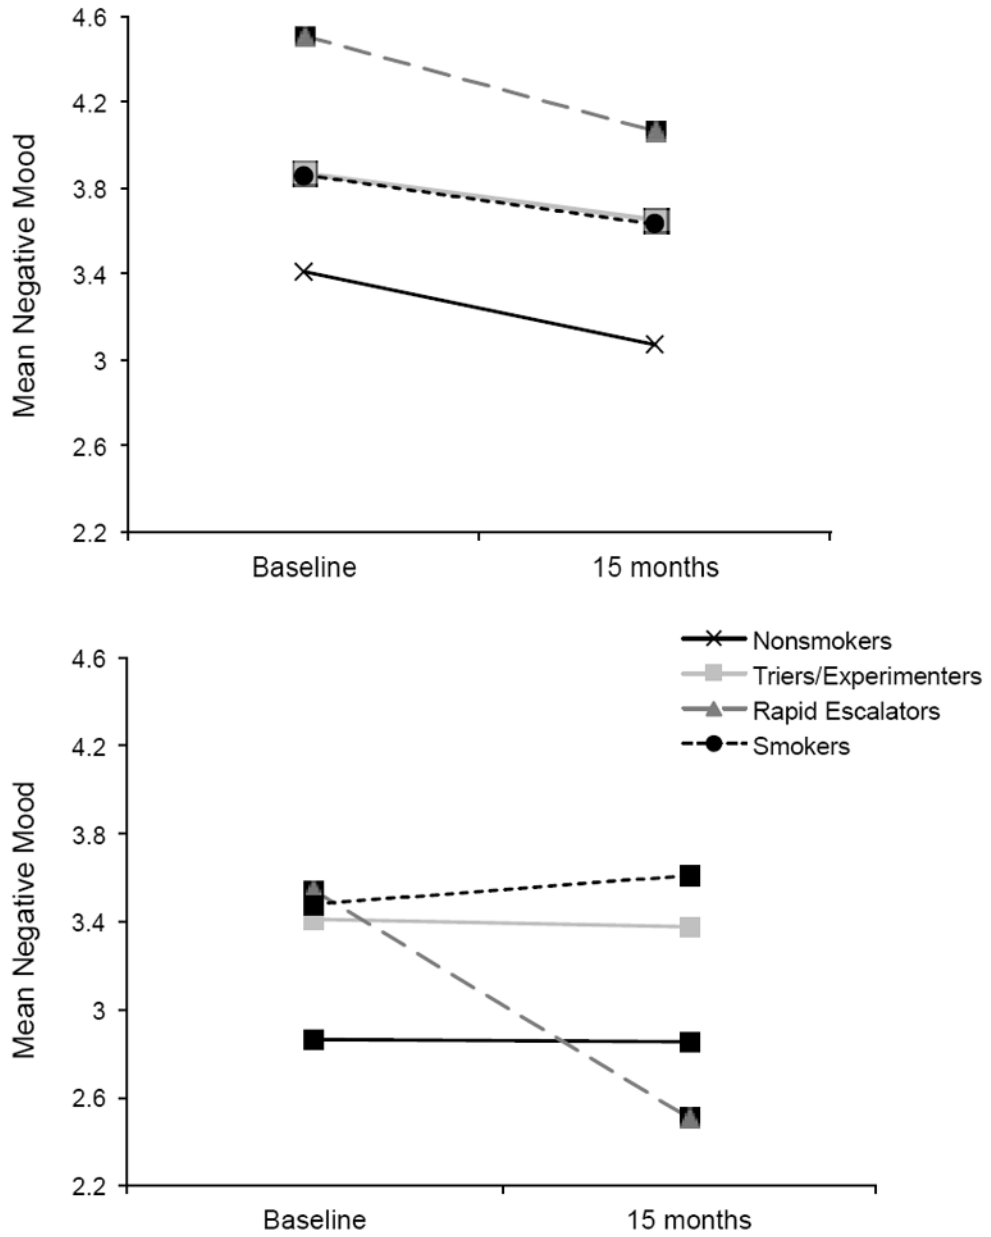 4.6
4.2
3.8
3.4
3
2.6
2.2
Mean Negative Mood
Baseline 15 months
Nonsmokers
Triers/Experimenters
Rapid Escalators
Smokers
4.6
4.2
3.8
3.4
3
2.6
2.2
Mean Negative Mood
Baseline 15 months